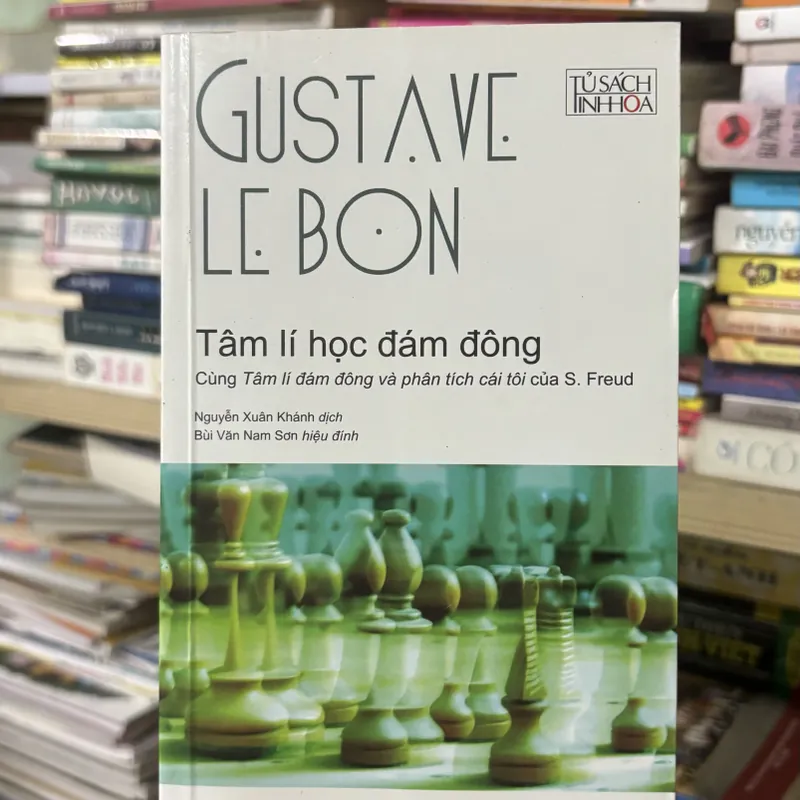 GUSTAVE
LE BON
TỦ SÁCH
TINH HOA
Tâm lí học đám đông
Cùng Tâm lí đám đông và phân tích cái tôi của S. Freud
Nguyễn Xuân Khánh dịch
Bùi Văn Nam Sơn hiệu đính
nguyễn